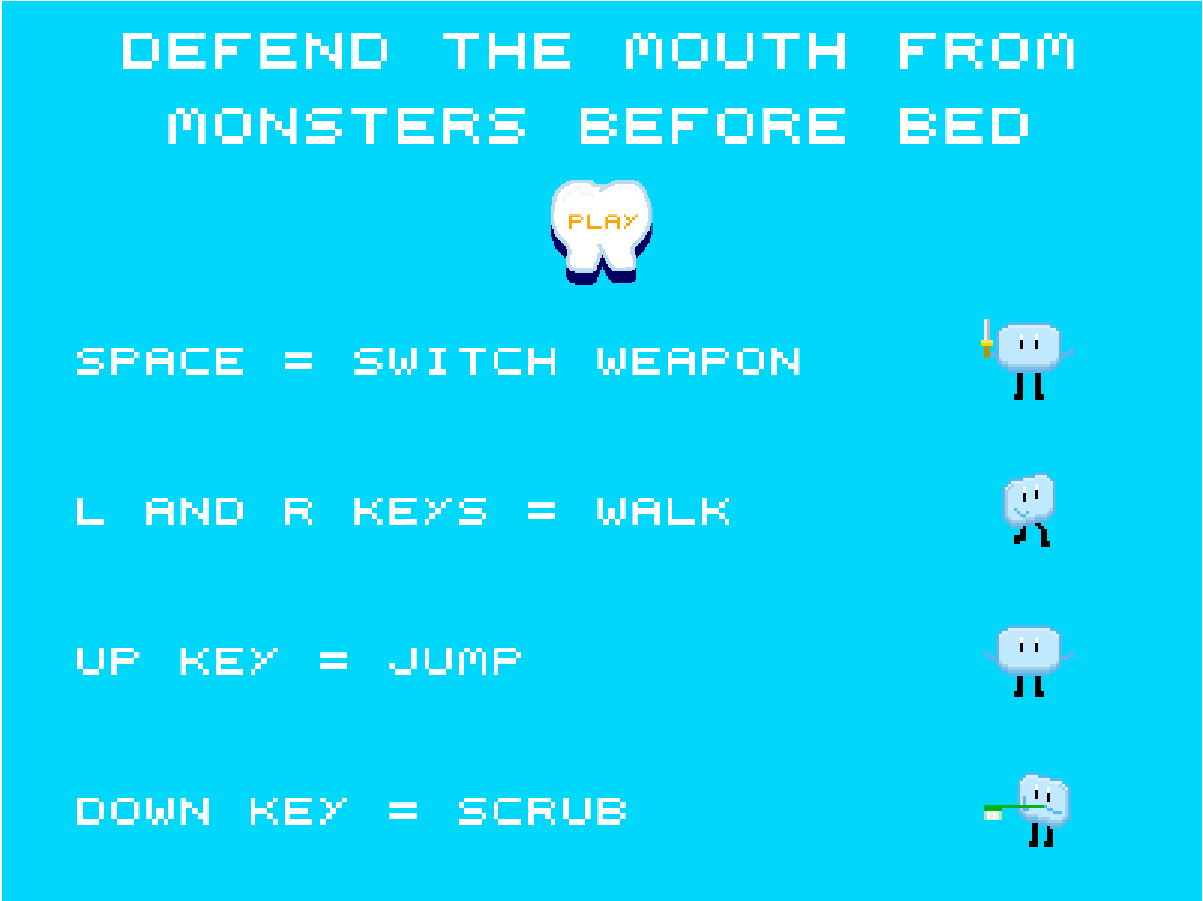 DEFEND THE MOUTH FROM
MONSTERS BEFORE BED
PLAY
SPACE = SWITCH WEAPON
L AND R KEYS = WALK
UP KEY = JUMP
DOWN KEY = SCRUB